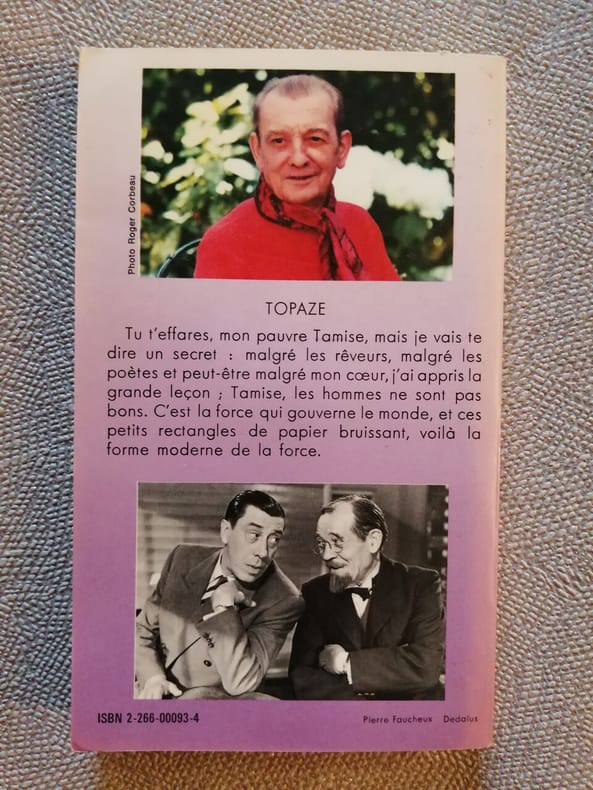 Photo Roger Corbeau
TOPAZE
Tu t'effares, mon pauvre Tamise, mais je vais te
dire un secret : malgré les rêveurs, malgré les
poètes et peut-être malgré mon cœur, j'ai appris la
grande leçon ; Tamise, les hommes ne sont pas
bons. C'est la force qui gouverne le monde, et ces
petits rectangles de papier bruissant, voilà la
forme moderne de la force.
ISBN 2-266-00093-4
Pierre Faucheux Dedalus